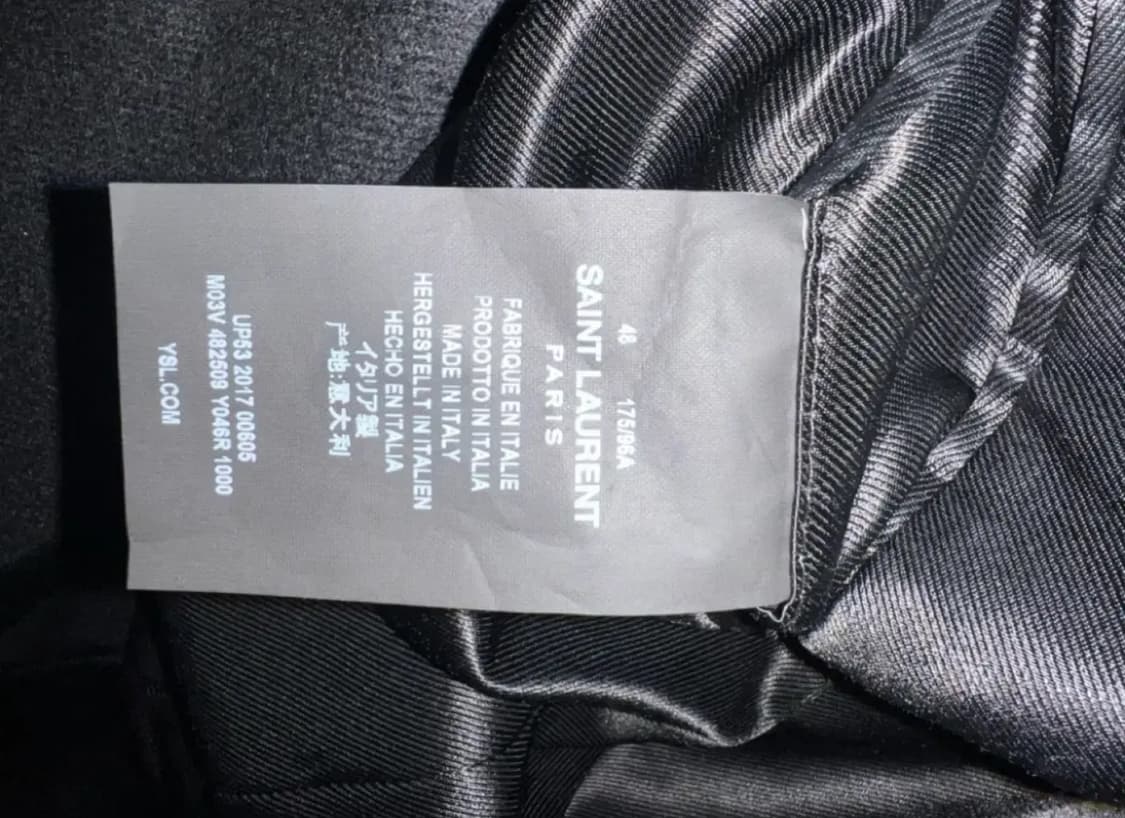 48 175/96A
SAINT LAURENT
PARIS
FABRIQUE EN ITALIE
PRODOTTO IN ITALIA
MADE IN ITALY
HERGESTELLT IN ITALIEN
HECHO EN ITALIA
イタリア製
产地:意大利
UP53 2017 00605
M03V 482509 Y046R 1000
YSL.COM